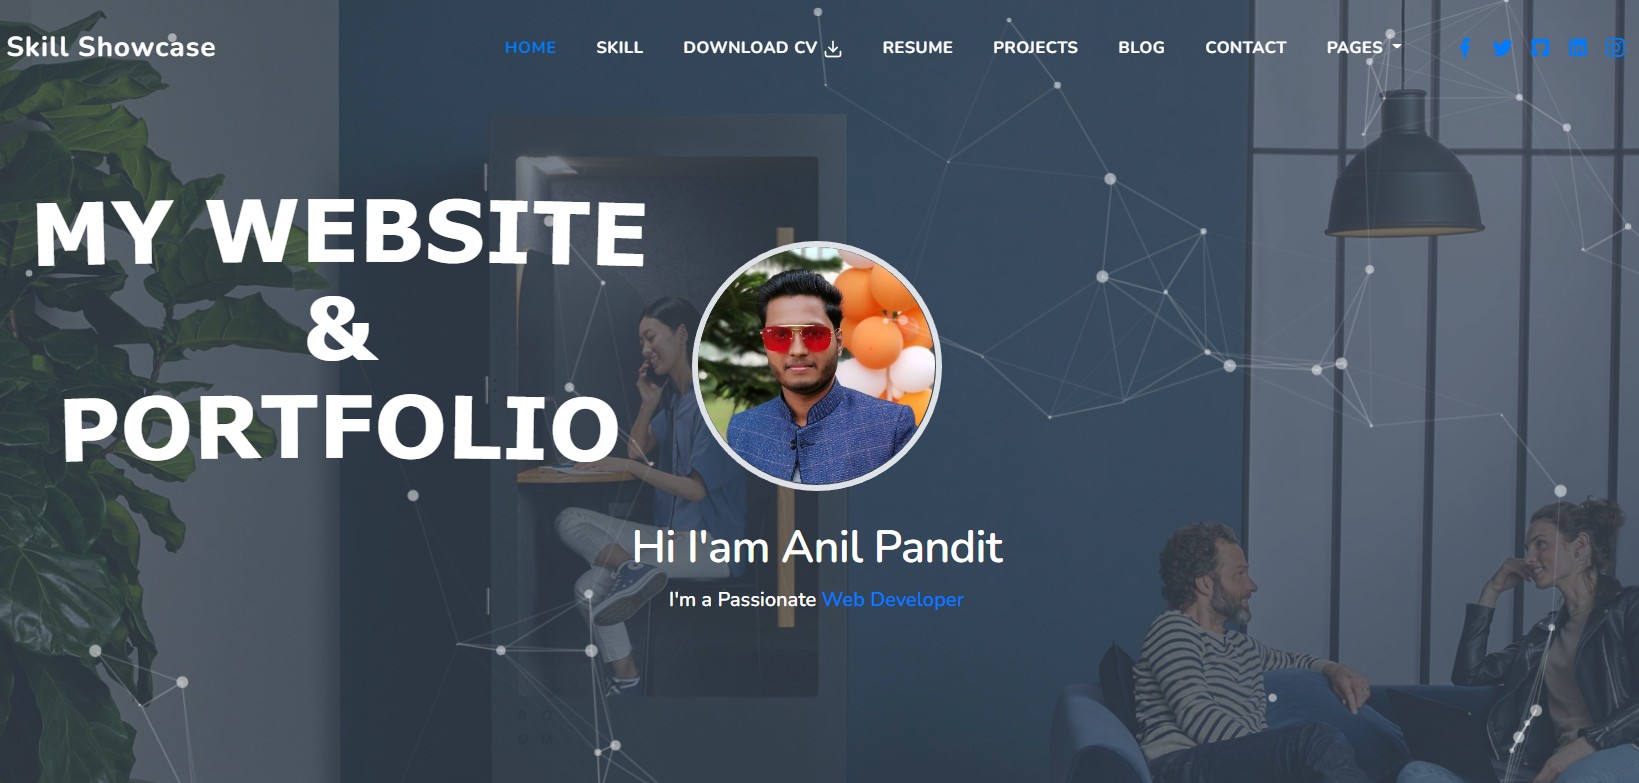 Skill Showcase
HOME SKILL DOWNLOAD CV RESUME PROJECTS BLOG CONTACT PAGES
MY WEBSITE
&
PORTFOLIO
Hi I'am Anil Pandit
I'm a Passionate Web Developer